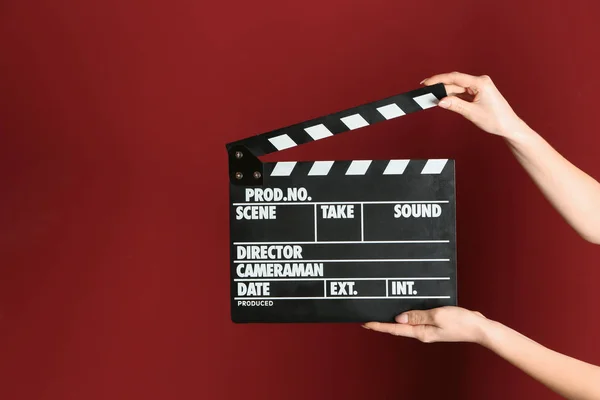 PROD.NO.
SCENE TAKE SOUND
DIRECTOR
CAMERAMAN
DATE EXT. INT.
PRODUCED